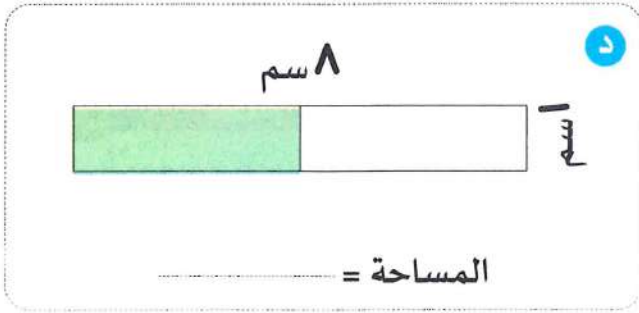 د
٨ سم
١ سم
المساحة = ............